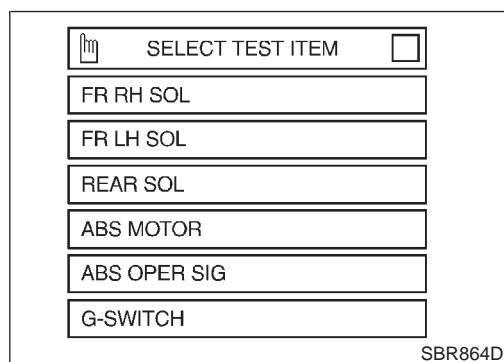 SELECT TEST ITEM
FR RH SOL
FR LH SOL
REAR SOL
ABS MOTOR
ABS OPER SIG
G-SWITCH
SBR864D